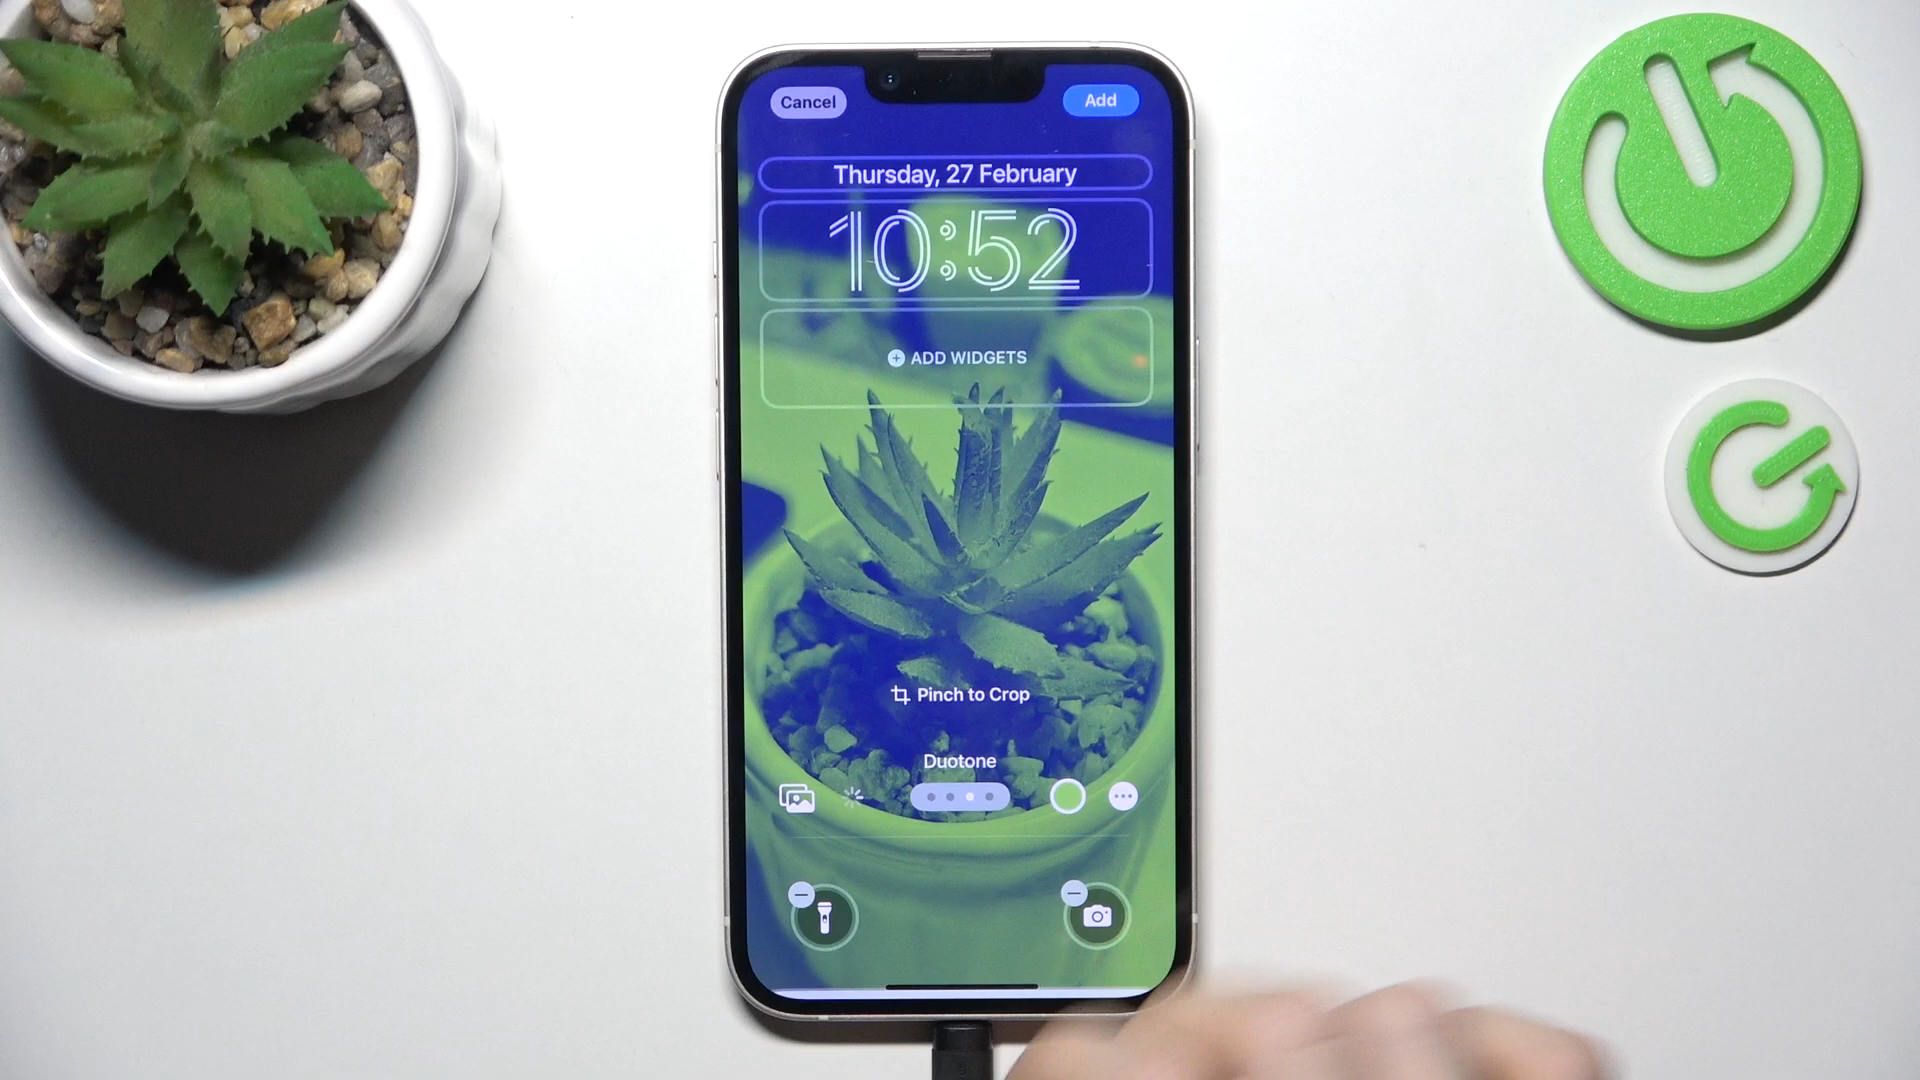 Cancel
Add
Thursday, 27 February
10:52
ADD WIDGETS
Pinch to Crop
Duotone